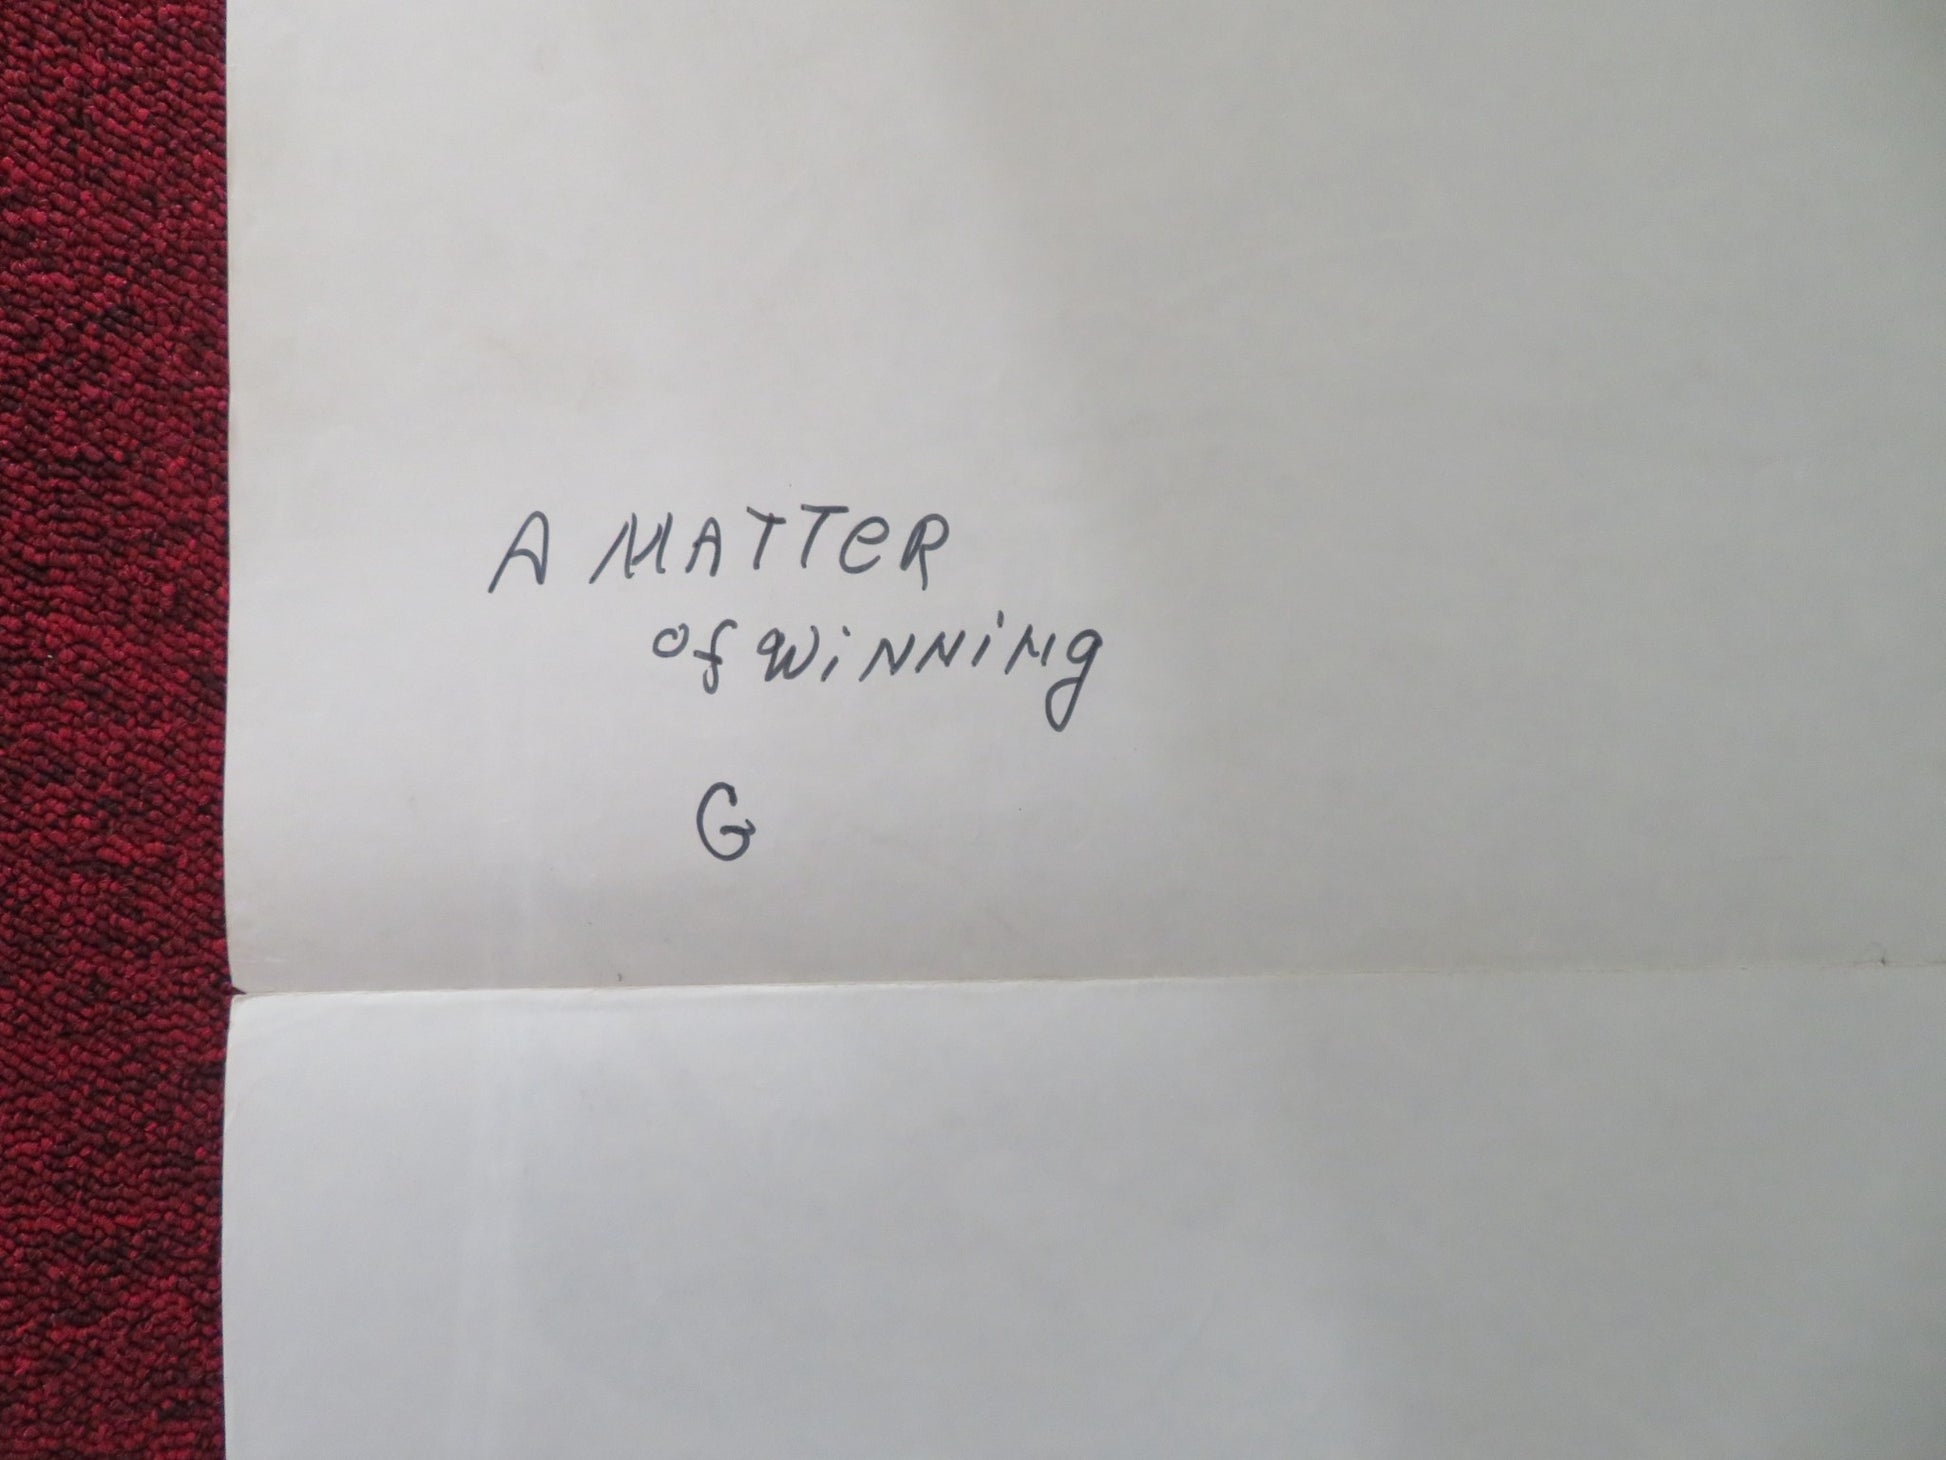 A MATTeR
of WiNNiNg
G